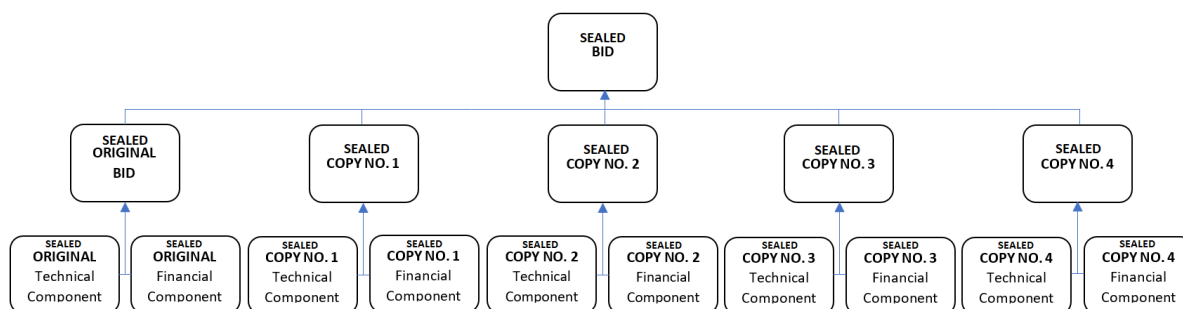 SEALED
BID
SEALED
ORIGINAL
BID
SEALED
COPY NO. 1
SEALED
COPY NO. 2
SEALED
COPY NO. 3
SEALED
COPY NO. 4
SEALED
ORIGINAL
Technical
Component
SEALED
ORIGINAL
Financial
Component
SEALED
COPY NO. 1
Technical
Component
SEALED
COPY NO. 1
Financial
Component
SEALED
COPY NO. 2
Technical
Component
SEALED
COPY NO. 2
Financial
Component
SEALED
COPY NO. 3
Technical
Component
SEALED
COPY NO. 3
Financial
Component
SEALED
COPY NO. 4
Technical
Component
SEALED
COPY NO. 4
Financial
Component